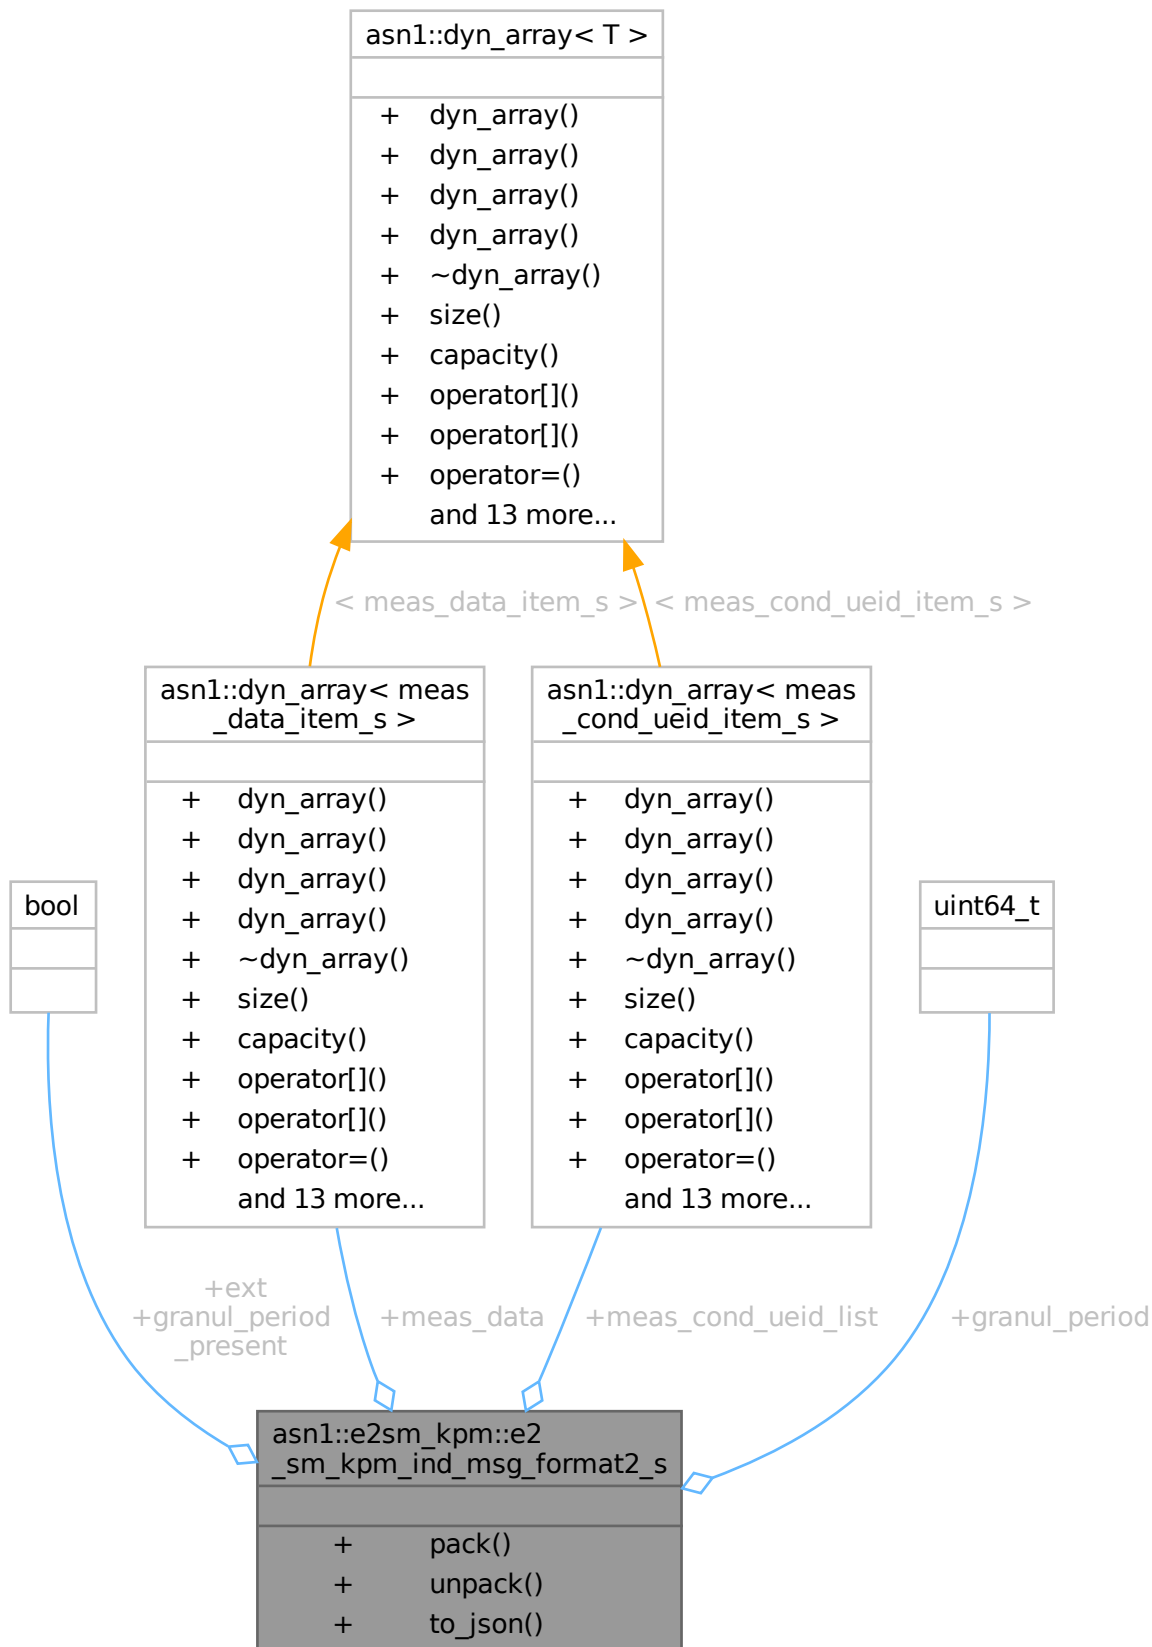 asn1::dyn_array< T >
+ dyn_array()
+ dyn_array()
+ dyn_array()
+ dyn_array()
+ ~dyn_array()
+ size()
+ capacity()
+ operator[]()
+ operator[]()
+ operator=()
and 13 more...
< meas_data_item_s >
< meas_cond_ueid_item_s >
asn1::dyn_array< meas
_data_item_s >
+ dyn_array()
+ dyn_array()
+ dyn_array()
+ dyn_array()
+ ~dyn_array()
+ size()
+ capacity()
+ operator[]()
+ operator[]()
+ operator=()
and 13 more...
asn1::dyn_array< meas
_cond_ueid_item_s >
+ dyn_array()
+ dyn_array()
+ dyn_array()
+ dyn_array()
+ ~dyn_array()
+ size()
+ capacity()
+ operator[]()
+ operator[]()
+ operator=()
and 13 more...
bool
uint64_t
+ext
+granul_period
_present
+meas_data
+meas_cond_ueid_list
+granul_period
asn1::e2sm_kpm::e2
_sm_kpm_ind_msg_format2_s
+ pack()
+ unpack()
+ to_json()